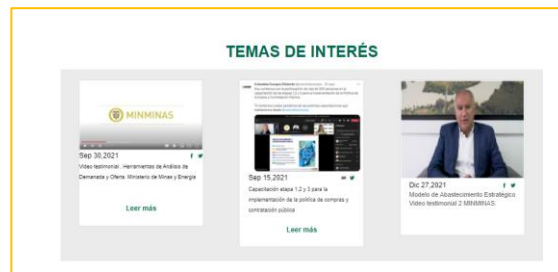 TEMAS DE INTERÉS
MINMINAS
Sep 30,2021
Video testimonial. Herramientas de Análisis de
Demanada y Oferta. Ministerio de Minas y Energía
Leer más
Sep 15,2021
Capacitación etapa 1,2 y 3 para la
implementación de la política de compras y
contratación pública
Leer más
Dic 27,2021
Modelo de Abastecimiento Estratégico
Video testimonial 2 MINMINAS